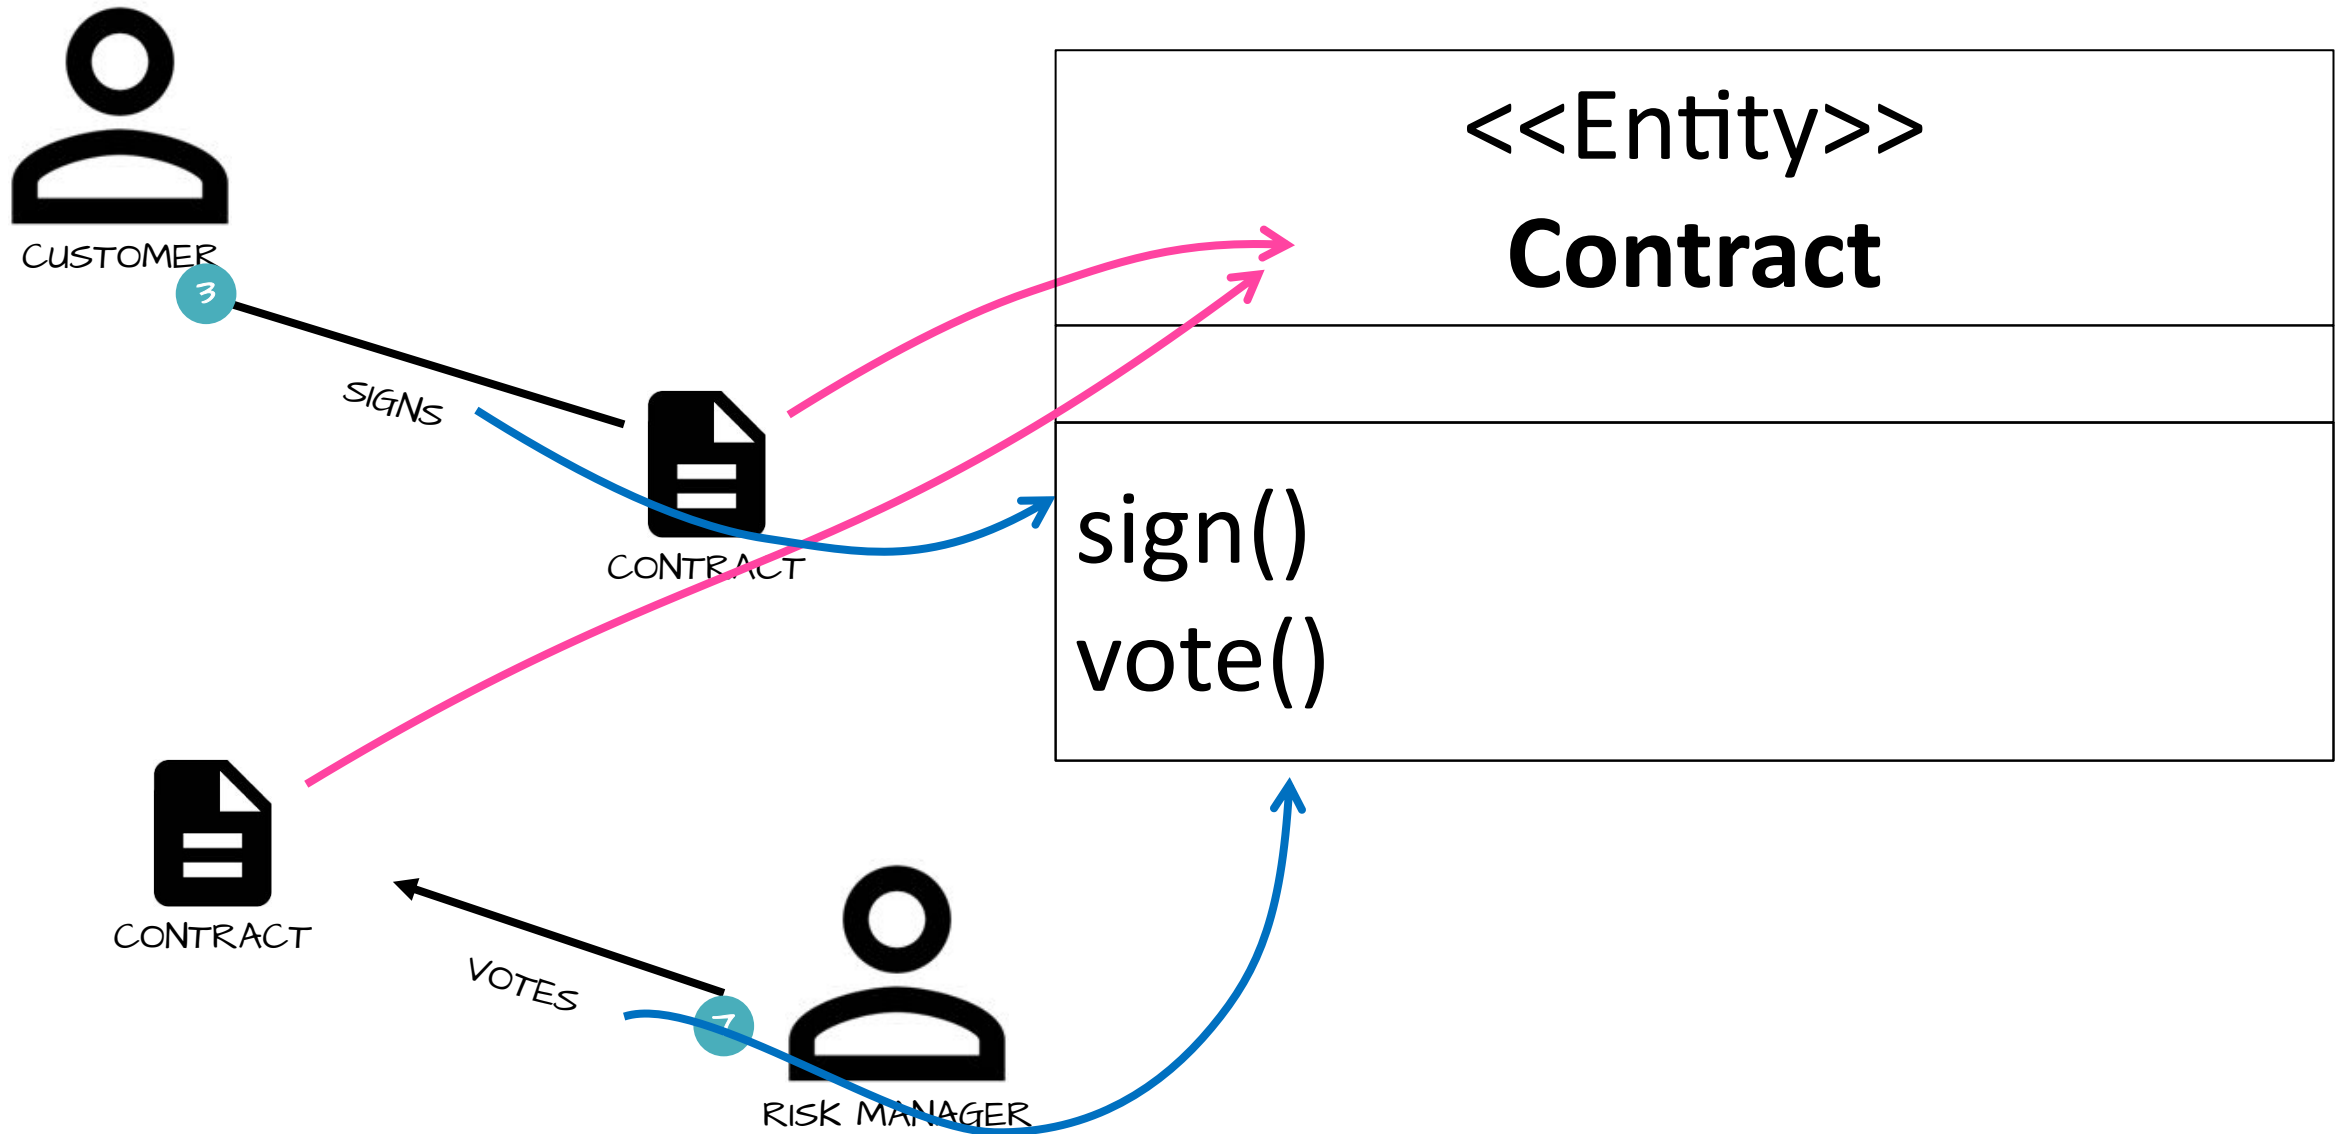 CUSTOMER
3
SIGNS
CONTRACT
<<Entity>>
Contract
sign()
vote()
CONTRACT
VOTES
7
RISK MANAGER